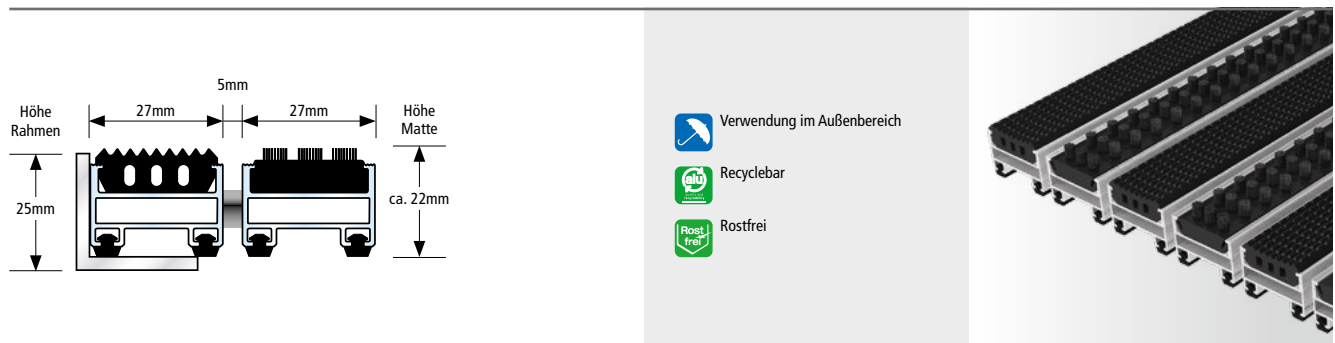 5mm
Höhe
Rahmen
27mm
27mm
Höhe
Matte
25mm
ca. 22mm
Verwendung im Außenbereich
alu
Recyclebar
Rost
frei
Rostfrei